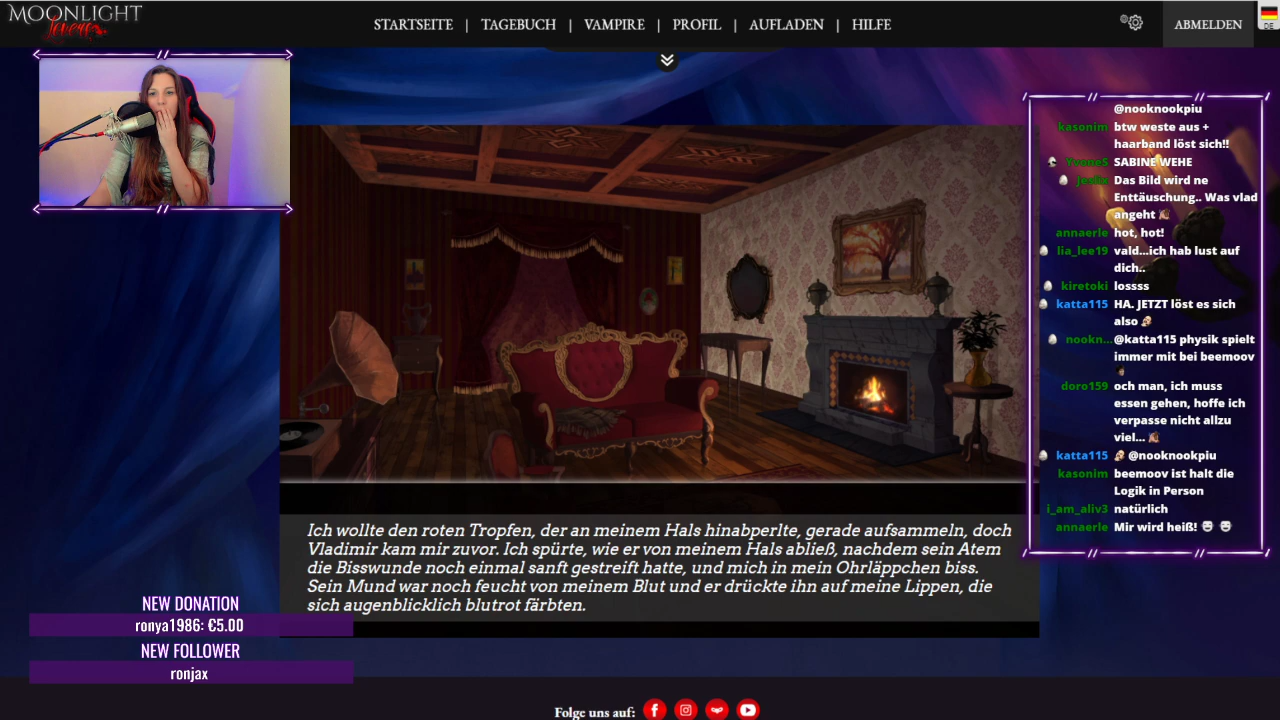 MOONLIGHT
Lovers
STARTSEITE | TAGEBUCH | VAMPIRE | PROFIL | AUFLADEN | HILFE
ABMELDEN
DE
@nooknookpiu
kasonim btw weste aus +
haarband löst sich!!
YvoneS SABINE WEHE
Das Bild wird ne
Enttäuschung.. Was vlad
angeht
annaerle hot, hot!
lia_lee19 vald...ich hab lust auf
dich..
kiretoki lossss
katta115 HA. JETZT löst es sich
also
nookn... @katta115 physik spielt
immer mit bei beemoov
doro159 och man, ich muss
essen gehen, hoffe ich
verpasse nicht allzu
viel...
katta115 @nooknookpiu
kasonim beemoov ist halt die
Logik in Person
i_am_aliv3 natürlich
annaerle Mir wird heiß!
Ich wollte den roten Tropfen, der an meinem Hals hinabperlte, gerade aufsammeln, doch
Vladimir kam mir zuvor. Ich spürte, wie er von meinem Hals abließ, nachdem sein Atem
die Bisswunde noch einmal sanft gestreift hatte, und mich in mein Ohrläppchen biss.
Sein Mund war noch feucht von meinem Blut und er drückte ihn auf meine Lippen, die
sich augenblicklich blutrot färbten.
NEW DONATION
ronya1986: €5.00
NEW FOLLOWER
ronjax
Folge uns auf: